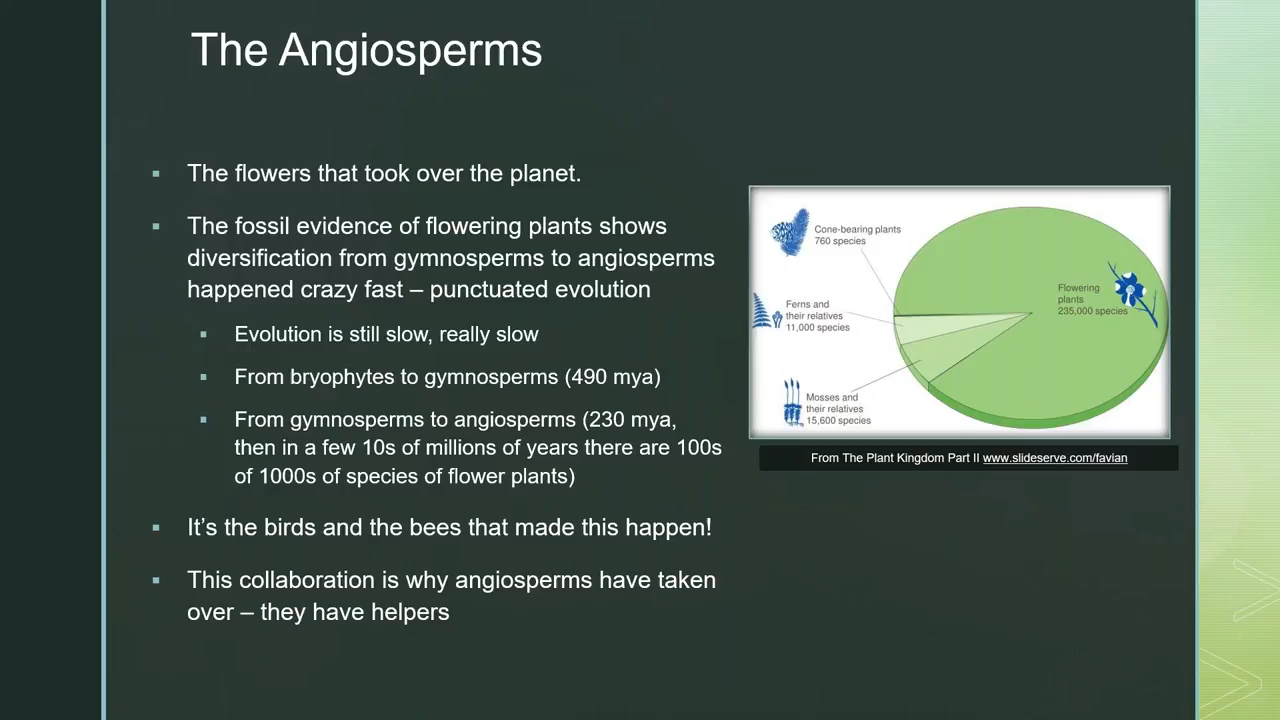 The Angiosperms
▪ The flowers that took over the planet.
▪ The fossil evidence of flowering plants shows
diversification from gymnosperms to angiosperms
happened crazy fast – punctuated evolution
▪ Evolution is still slow, really slow
▪ From bryophytes to gymnosperms (490 mya)
▪ From gymnosperms to angiosperms (230 mya,
then in a few 10s of millions of years there are 100s
of 1000s of species of flower plants)
▪ It’s the birds and the bees that made this happen!
▪ This collaboration is why angiosperms have taken
over – they have helpers
Cone-bearing plants
760 species
Ferns and
their relatives
11,000 species
Mosses and
their relatives
15,600 species
Flowering
plants
235,000 species
From The Plant Kingdom Part II www.slideserve.com/favian